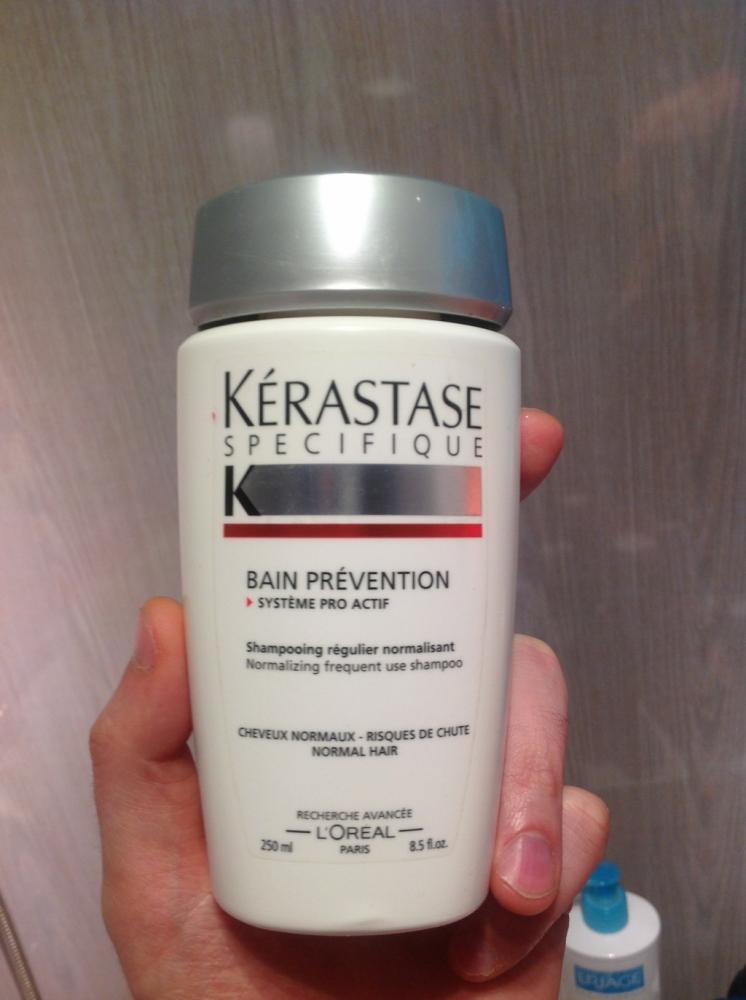 KÉRASTASE
SPECIFIQUE
K
BAIN PRÉVENTION
SYSTÈME PRO ACTIF
Shampooing régulier normalisant
Normalizing frequent use shampoo
CHEVEUX NORMAUX - RISQUES DE CHUTE
NORMAL HAIR
RECHERCHE AVANCÉE
L'ORÉAL
250 ml PARIS 8.5 fl.oz.
URIAGE